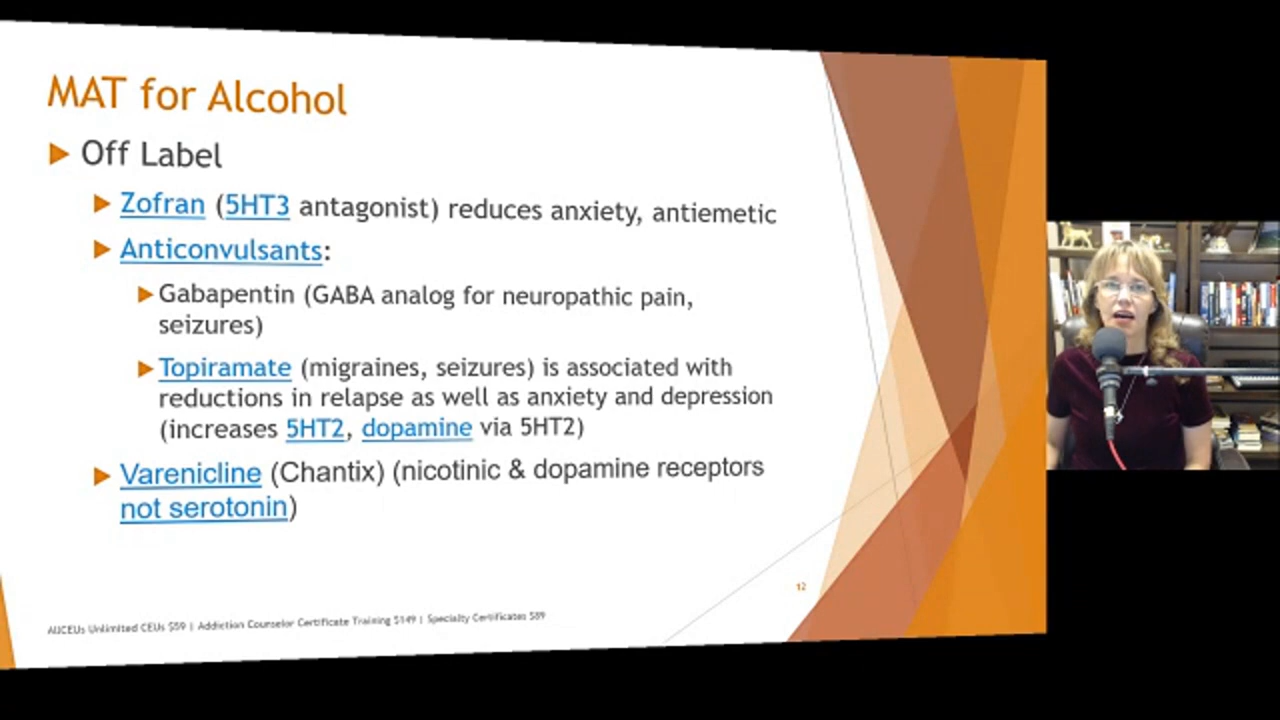 MAT for Alcohol
Off Label
Zofran (5HT3 antagonist) reduces anxiety, antiemetic
Anticonvulsants:
Gabapentin (GABA analog for neuropathic pain,
seizures)
Topiramate (migraines, seizures) is associated with
reductions in relapse as well as anxiety and depression
(increases 5HT2, dopamine via 5HT2)
Varenicline (Chantix) (nicotinic & dopamine receptors
not serotonin)
12
AllCEUs Unlimited CEUs $59 | Addiction Counselor Certificate Training $149 | Specialty Certificates $89